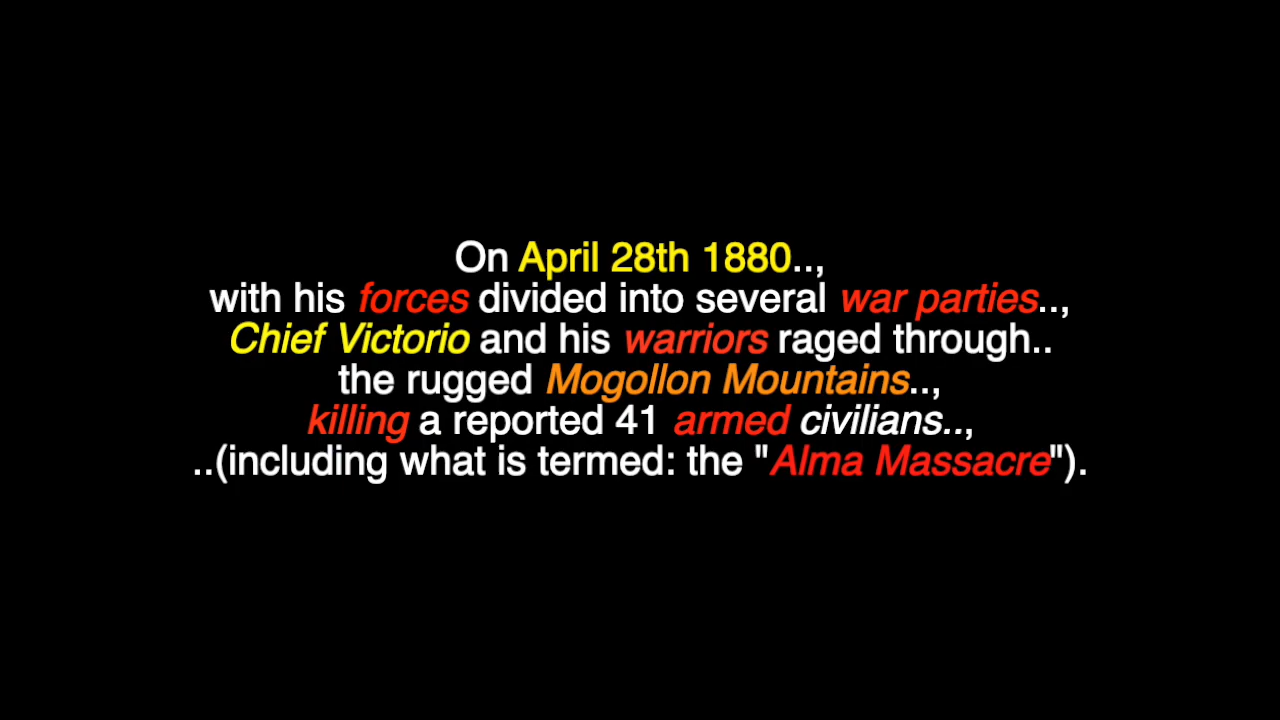 On April 28th 1880..,
with his forces divided into several war parties..,
Chief Victorio and his warriors raged through..
the rugged Mogollon Mountains..,
killing a reported 41 armed civilians..,
..(including what is termed: the "Alma Massacre").